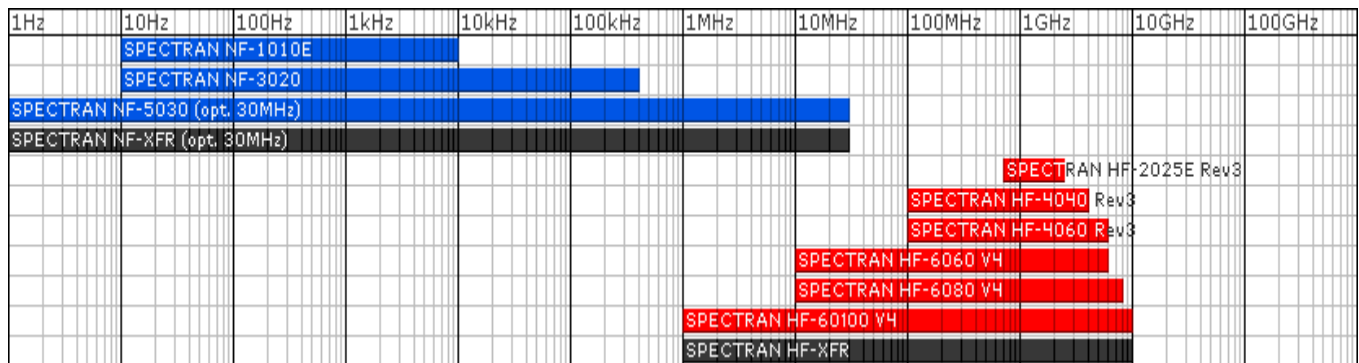 1Hz 10Hz 100Hz 1kHz 10kHz 100kHz 1MHz 10MHz 100MHz 1GHz 10GHz 100GHz
SPECTRAN NF-1010E
SPECTRAN NF-3020
SPECTRAN NF-5030 (opt. 30MHz)
SPECTRAN NF-XFR (opt. 30MHz)
SPECTRAN HF-2025E Rev3
SPECTRAN HF-4040 Rev3
SPECTRAN HF-4060 Rev3
SPECTRAN HF-6060 V4
SPECTRAN HF-6080 V4
SPECTRAN HF-60100 V4
SPECTRAN HF-XFR